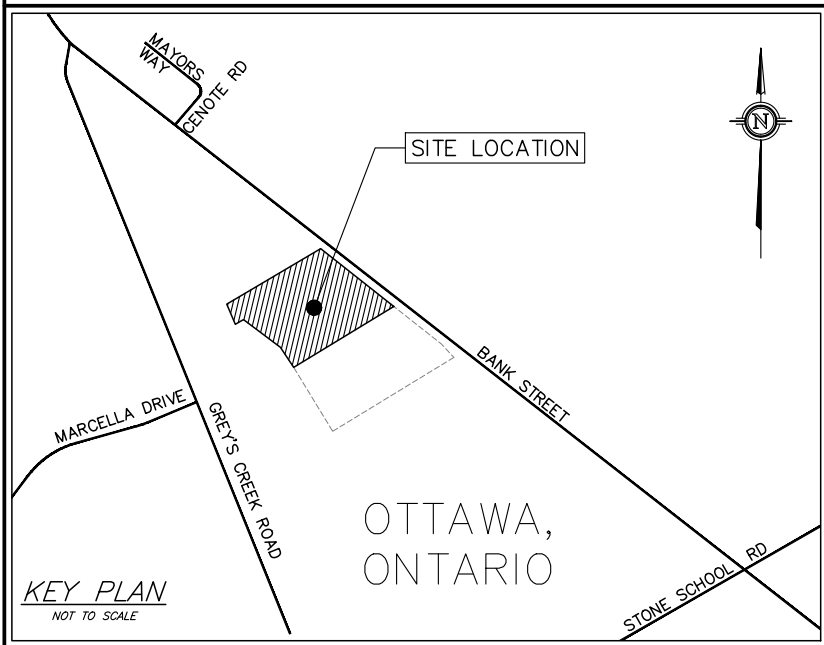 MAYORS
WAY
CENOTE RD
SITE LOCATION
N
BANK STREET
MARCELLA DRIVE
GREY'S CREEK ROAD
OTTAWA,
ONTARIO
STONE SCHOOL RD
KEY PLAN
NOT TO SCALE